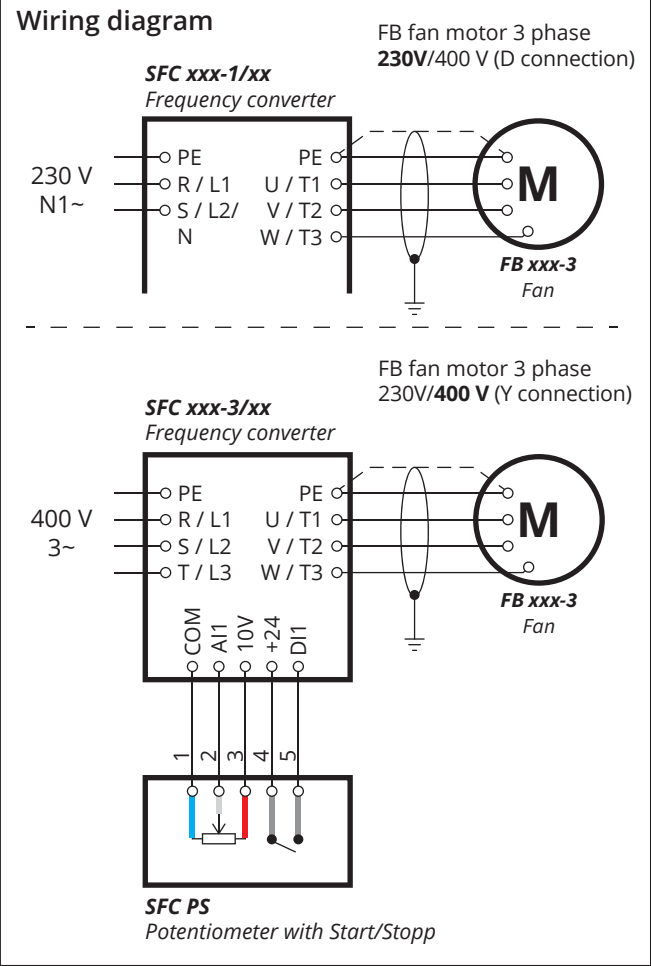 Wiring diagram
FB fan motor 3 phase
230V/400 V (D connection)
SFC xxx-1/xx
Frequency converter
230 V
N1~
PE
R / L1
S / L2/
N
PE
U / T1
V / T2
W / T3
M
FB xxx-3
Fan
FB fan motor 3 phase
230V/400 V (Y connection)
SFC xxx-3/xx
Frequency converter
400 V
3~
PE
R / L1
S / L2
T / L3
PE
U / T1
V / T2
W / T3
M
FB xxx-3
Fan
COM
AI1
10V
+24
DI1
1
2
3
4
5
SFC PS
Potentiometer with Start/Stopp